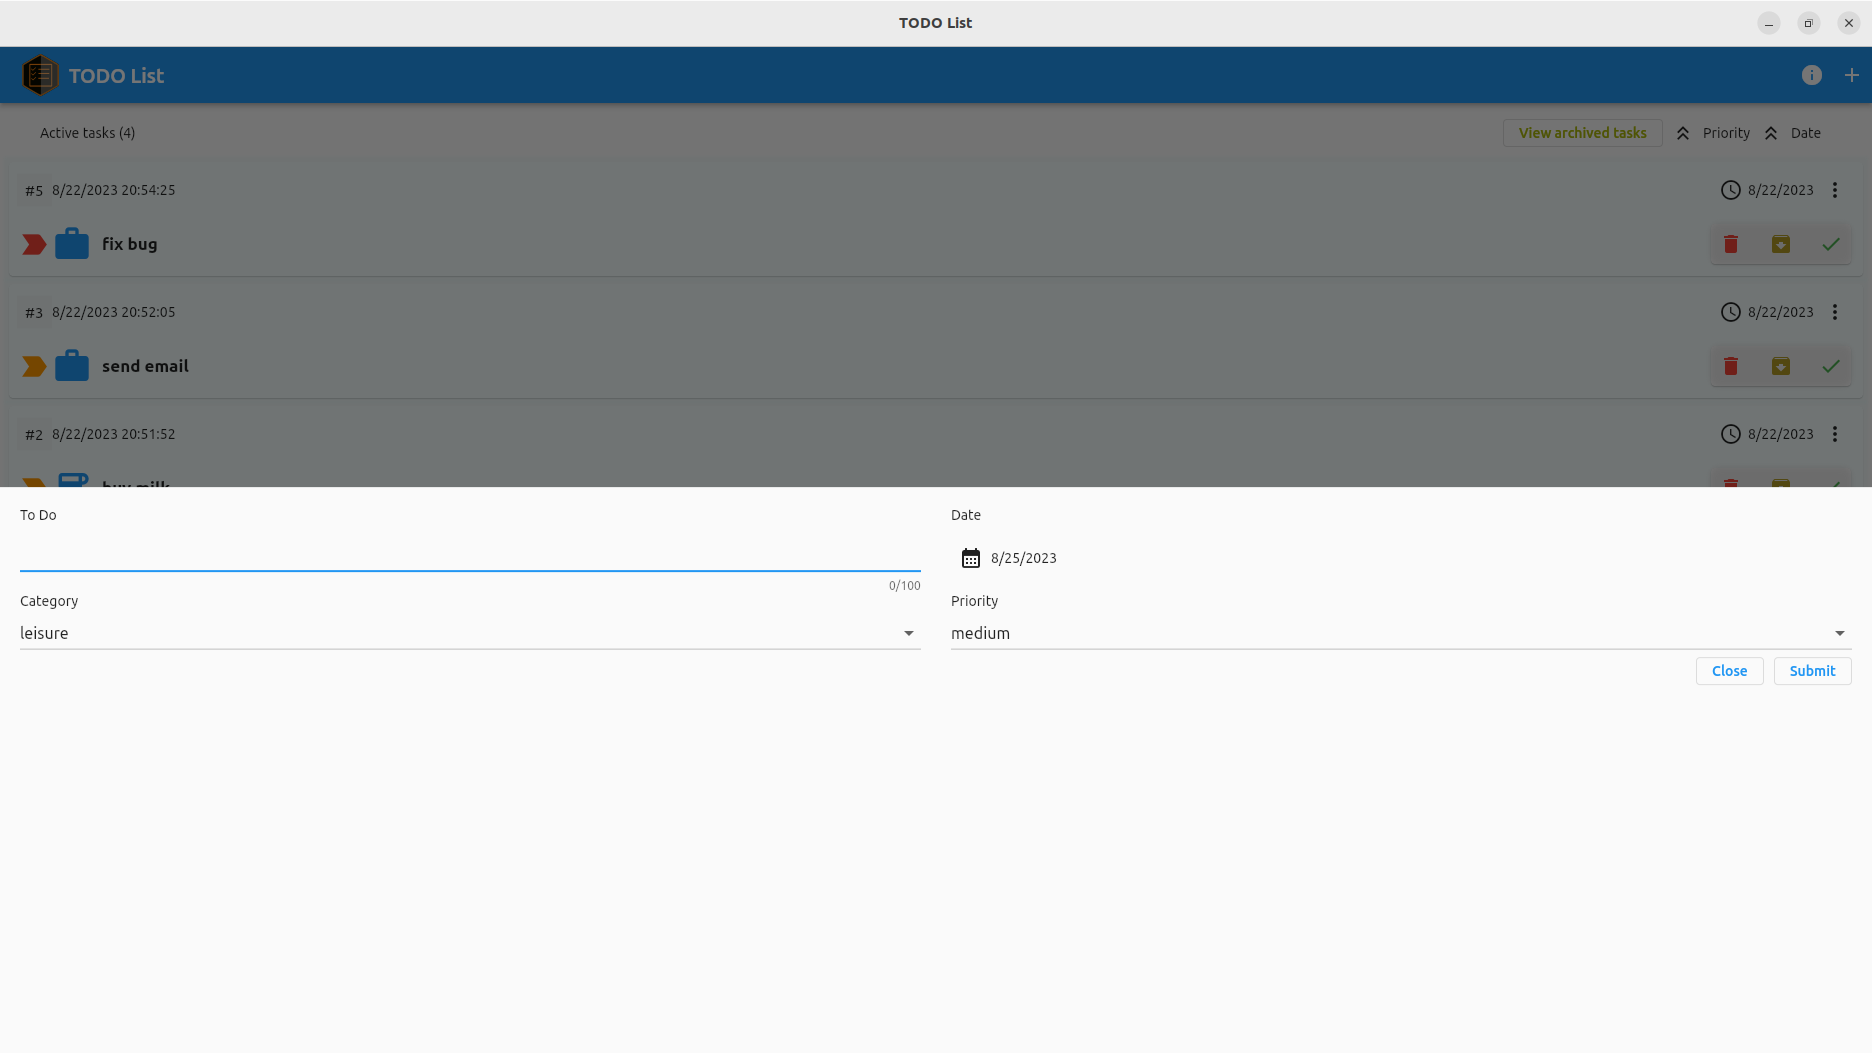 TODO List
TODO List
Active tasks (4)
View archived tasks
Priority
Date
#5 8/22/2023 20:54:25
8/22/2023
fix bug
#3 8/22/2023 20:52:05
8/22/2023
send email
#2 8/22/2023 20:51:52
8/22/2023
buy milk
To Do
Date
8/25/2023
0/100
Category
Priority
leisure
medium
Close
Submit